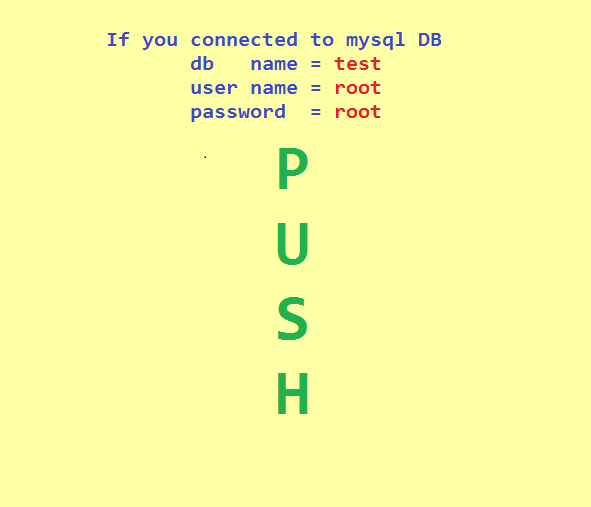 If you connected to mysql DB
db name = test
user name = root
password = root
P
U
S
H